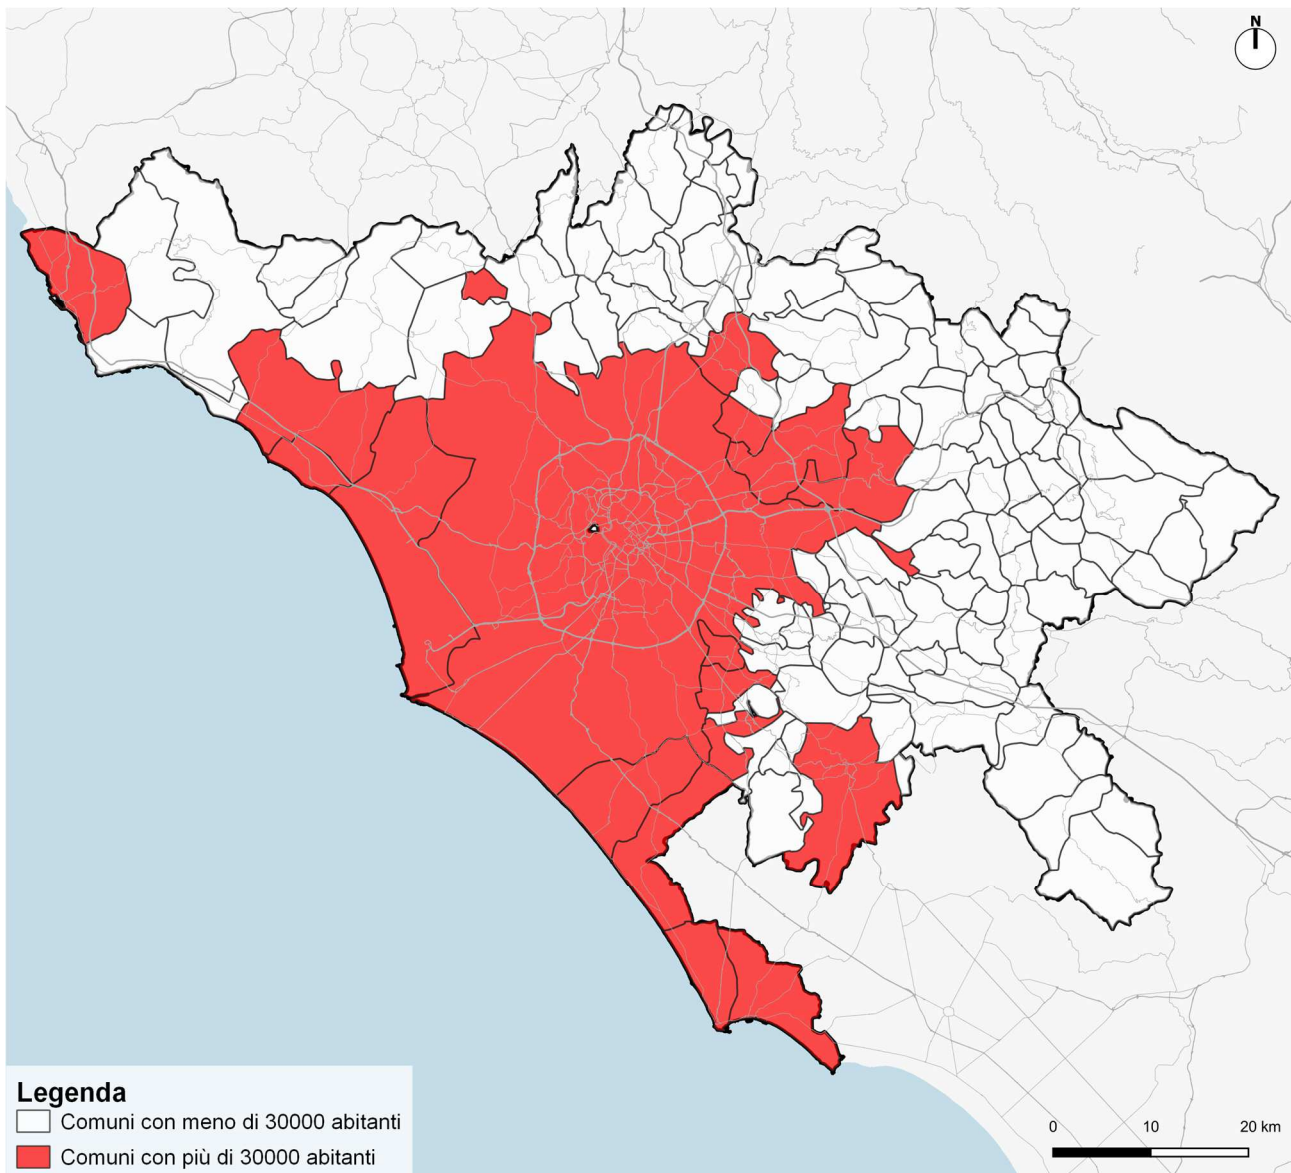 N
Legenda
Comuni con meno di 30000 abitanti
Comuni con più di 30000 abitanti
0 10 20 km